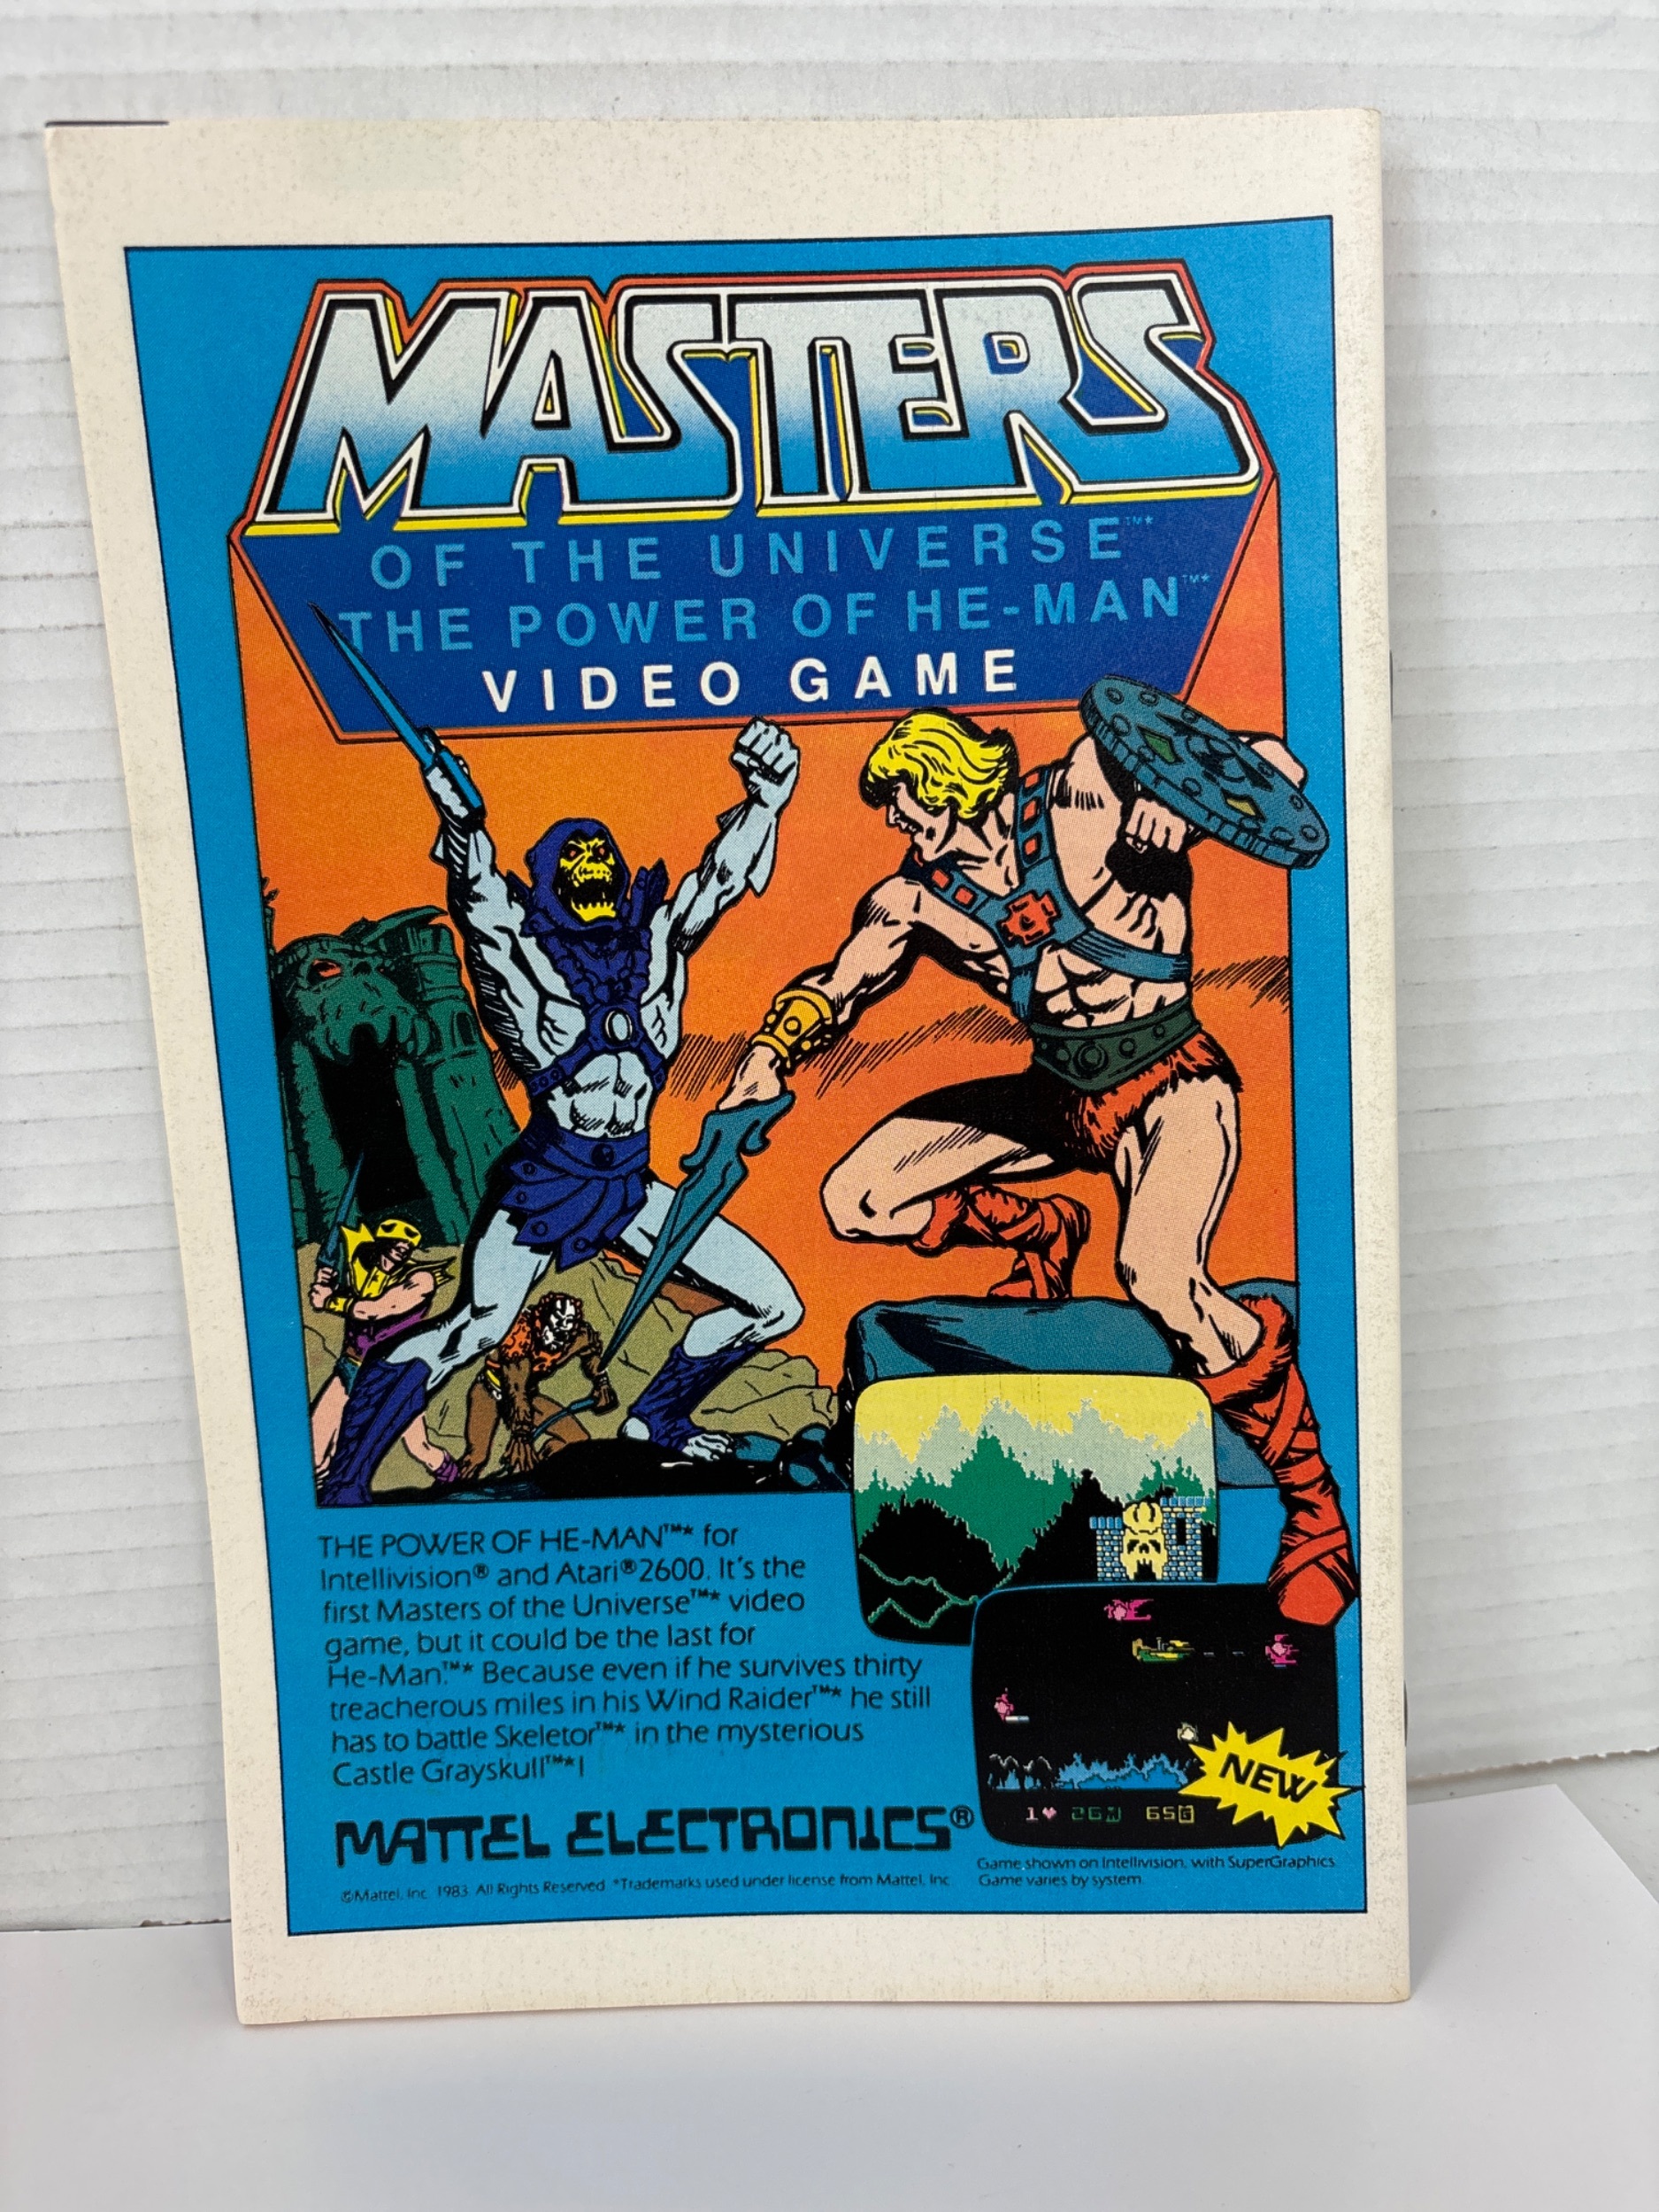 MASTERS
OF THE UNIVERSE™*
THE POWER OF HE-MAN™*
VIDEO GAME
THE POWER OF HE-MAN™* for
Intellivision® and Atari®2600. It's the
first Masters of the Universe™* video
game, but it could be the last for
He-Man.™* Because even if he survives thirty
treacherous miles in his Wind Raider™* he still
has to battle Skeletor™* in the mysterious
Castle Grayskull™*!
NEW
1 26 65
MATTEL ELECTRONICS®
Game shown on Intellivision, with SuperGraphics.
Game varies by system.
©Mattel, Inc. 1983. All Rights Reserved. *Trademarks used under license from Mattel, Inc.